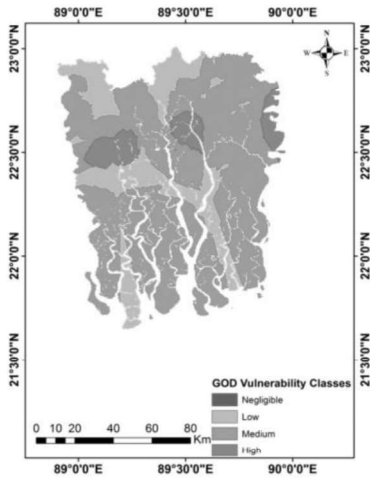 89°0'0"E 89°30'0"E 90°0'0"E
N
W E
S
23°0'0"N 23°0'0"N
22°30'0"N 22°30'0"N
22°0'0"N 22°0'0"N
21°30'0"N 21°30'0"N
GOD Vulnerability Classes
Negligible
Low
Medium
High
0 10 20 40 60 80 Km
89°0'0"E 89°30'0"E 90°0'0"E